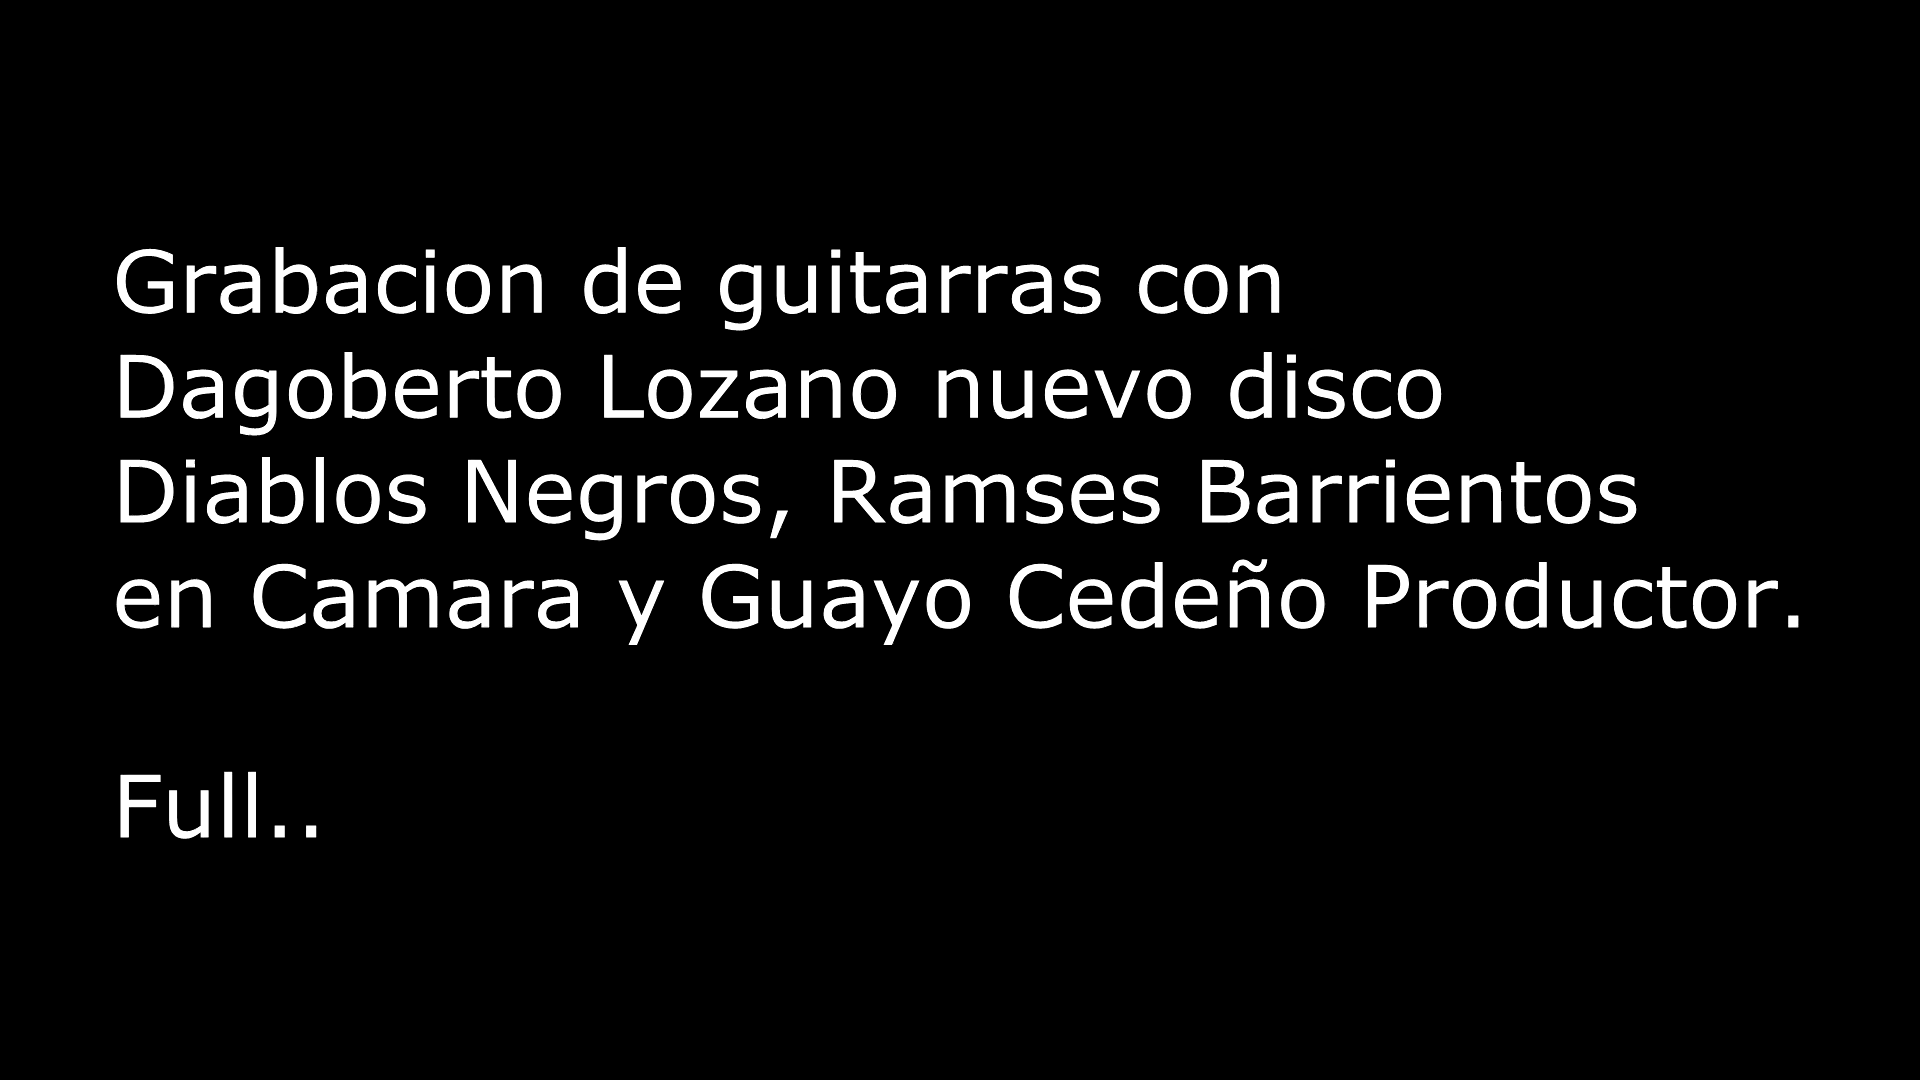 Grabacion de guitarras con
Dagoberto Lozano nuevo disco
Diablos Negros, Ramses Barrientos
en Camara y Guayo Cedeño Productor.
Full..